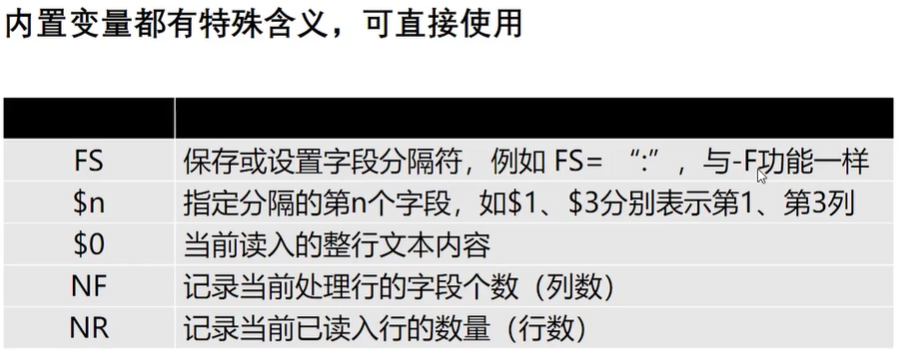 内置变量都有特殊含义，可直接使用
FS 保存或设置字段分隔符，例如 FS= “:”，与-F功能一样
$n 指定分隔的第n个字段，如$1、$3分别表示第1、第3列
$0 当前读入的整行文本内容
NF 记录当前处理行的字段个数（列数）
NR 记录当前已读入行的数量（行数）